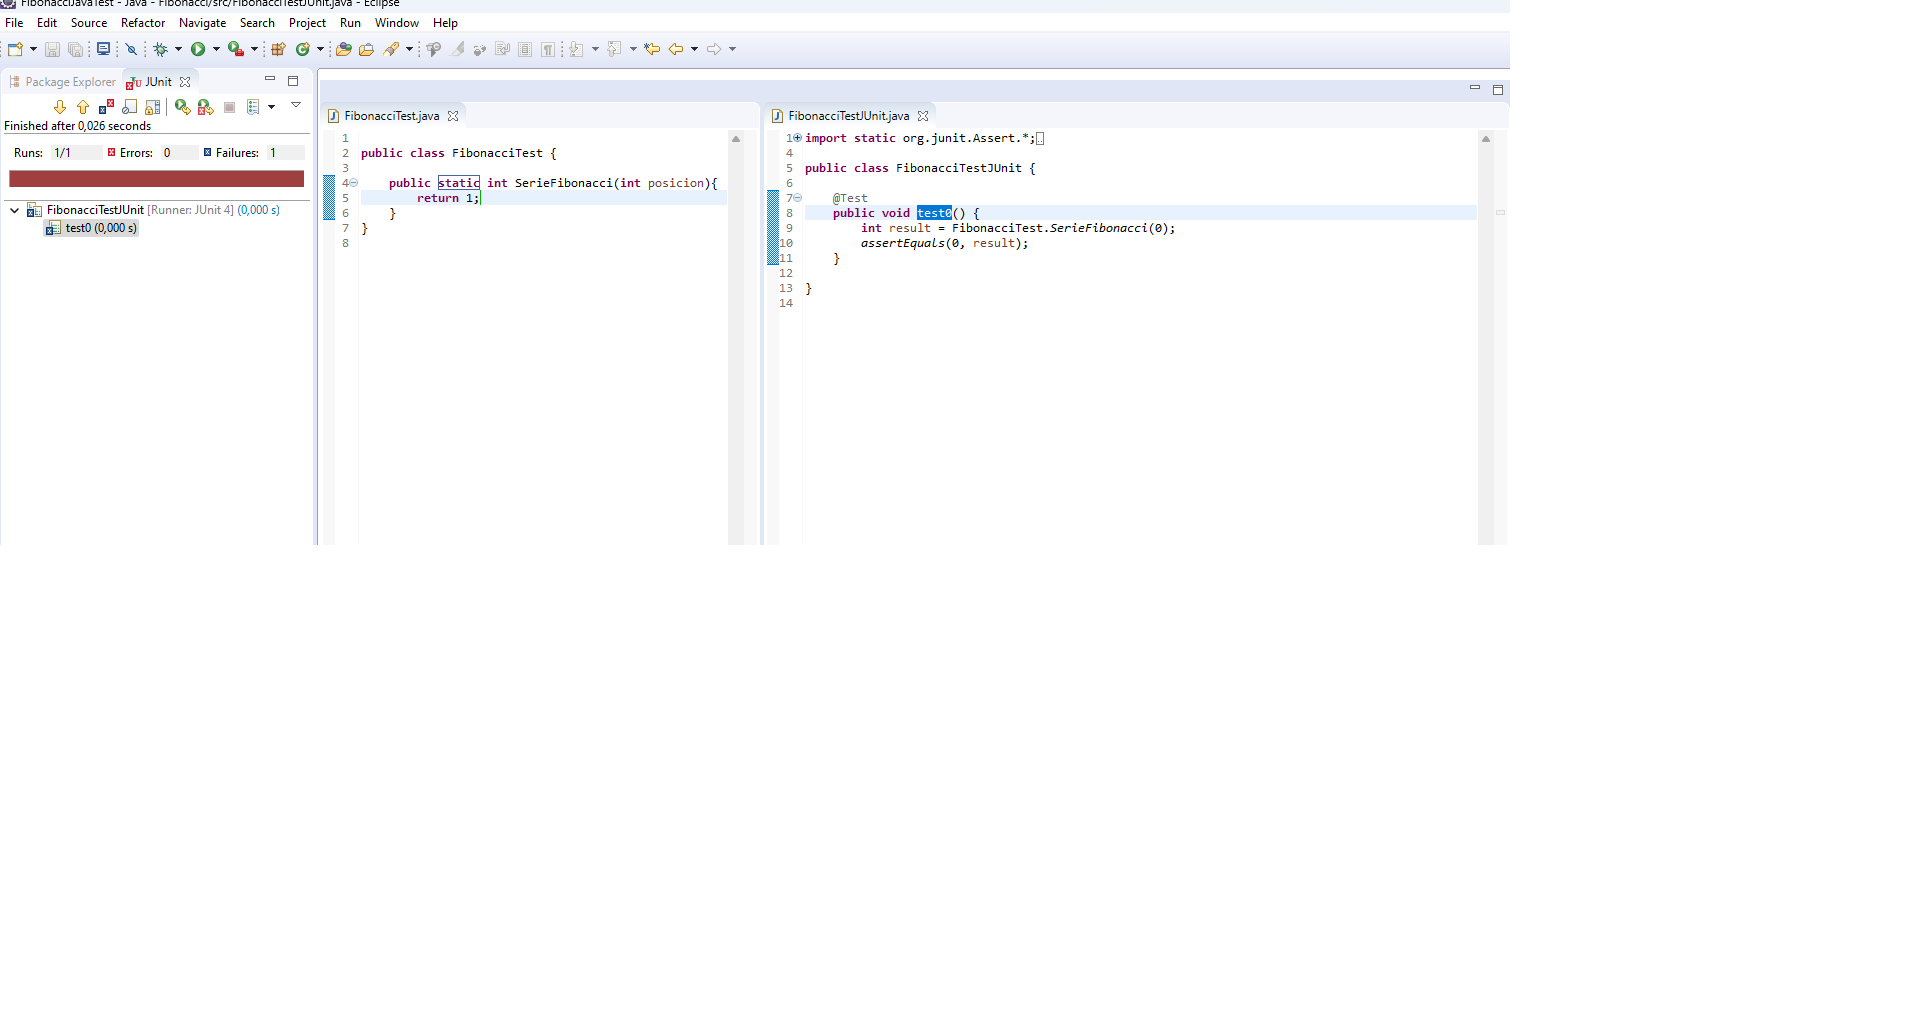 FibonacciJavaTest - Java - Fibonacci/src/FibonacciTestJUnit.java - Eclipse
File Edit Source Refactor Navigate Search Project Run Window Help
Package Explorer JUnit
Finished after 0,026 seconds
Runs: 1/1 Errors: 0 Failures: 1
FibonacciTestJUnit [Runner: JUnit 4] (0,000 s)
test0 (0,000 s)
FibonacciTest.java
1
2 public class FibonacciTest {
3
4 public static int SerieFibonacci(int posicion){
5 return 1;
6 }
7 }
8
FibonacciTestJUnit.java
1 import static org.junit.Assert.*;
4
5 public class FibonacciTestJUnit {
6
7 @Test
8 public void test0() {
9 int result = FibonacciTest.SerieFibonacci(0);
10 assertEquals(0, result);
11 }
12
13 }
14